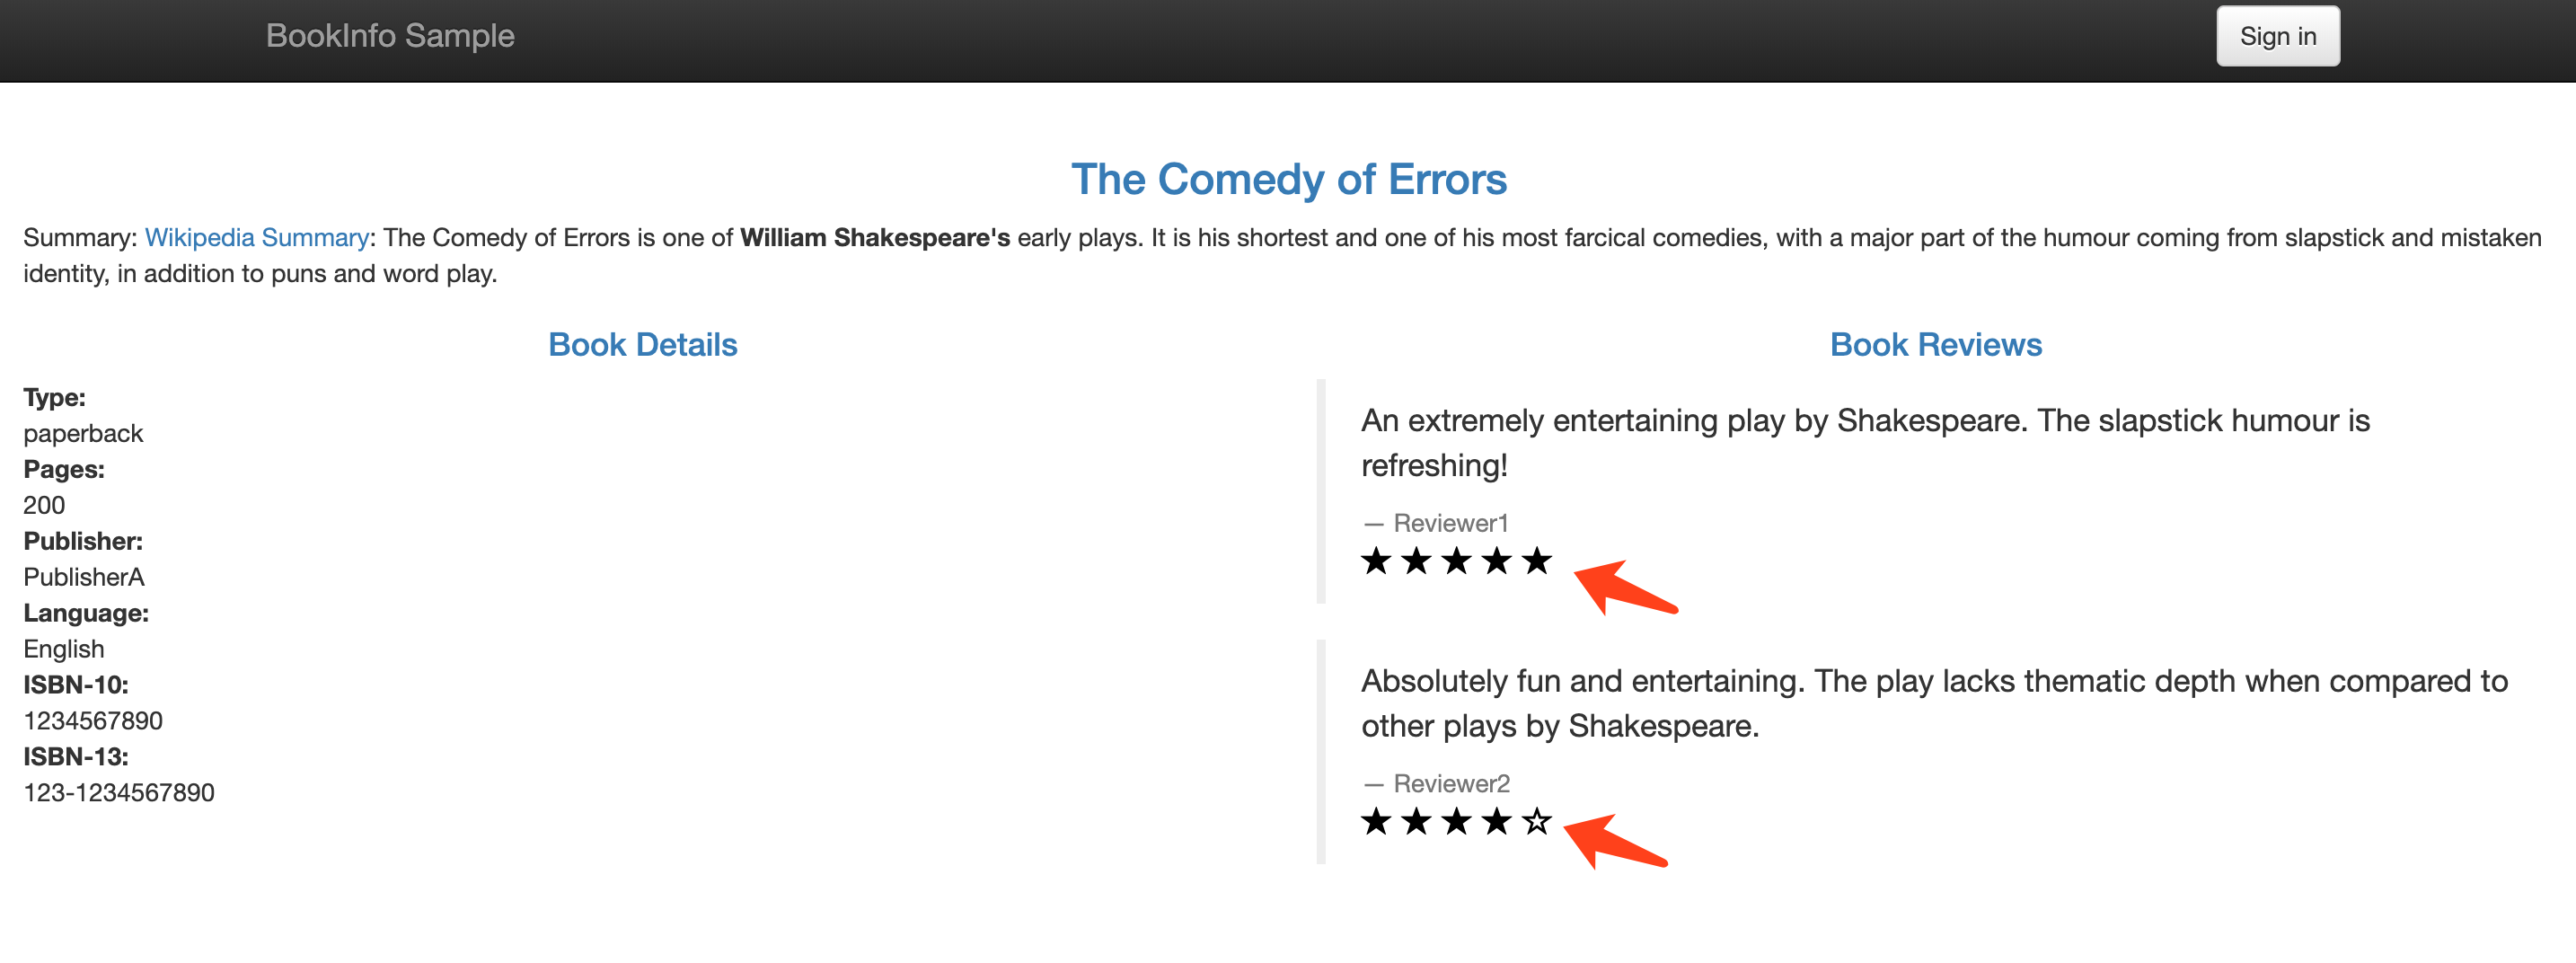 BookInfo Sample
Sign in
The Comedy of Errors
Summary: Wikipedia Summary: The Comedy of Errors is one of William Shakespeare's early plays. It is his shortest and one of his most farcical comedies, with a major part of the humour coming from slapstick and mistaken
identity, in addition to puns and word play.
Book Details
Type:
paperback
Pages:
200
Publisher:
PublisherA
Language:
English
ISBN-10:
1234567890
ISBN-13:
123-1234567890
Book Reviews
An extremely entertaining play by Shakespeare. The slapstick humour is
refreshing!
— Reviewer1
★★★★★
Absolutely fun and entertaining. The play lacks thematic depth when compared to
other plays by Shakespeare.
— Reviewer2
★★★★☆